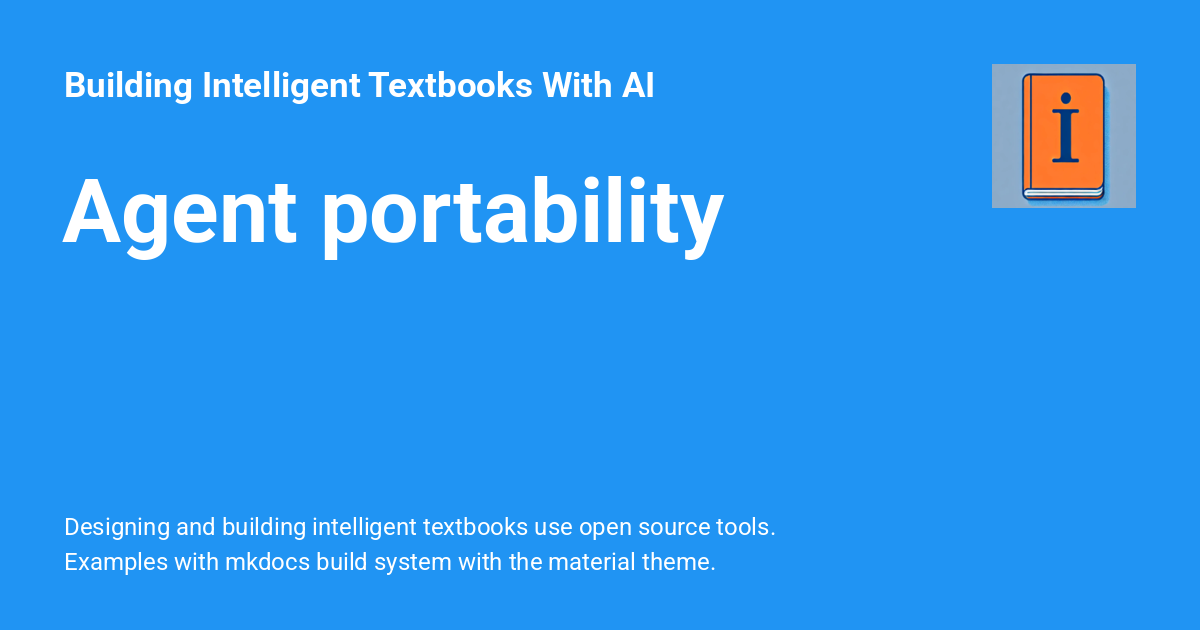 Building Intelligent Textbooks With AI
i
Agent portability
Designing and building intelligent textbooks use open source tools.
Examples with mkdocs build system with the material theme.